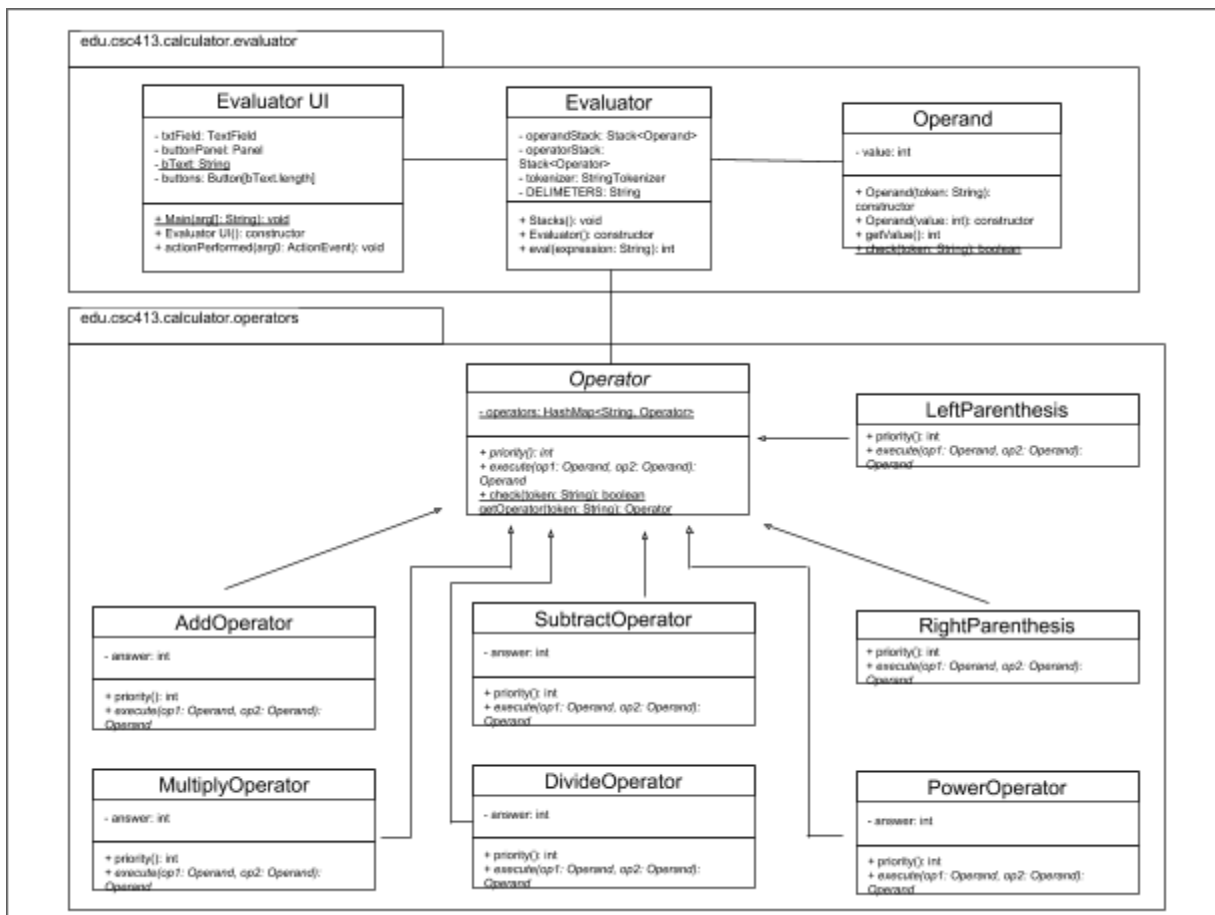 edu.csc413.calculator.evaluator
Evaluator UI
- txtField: TextField
- buttonPanel: Panel
- bText: String
- buttons: Button[bText.length]
+ Main(arg[]: String): void
+ Evaluator UI(): constructor
+ actionPerformed(arg0: ActionEvent): void
Evaluator
- operandStack: Stack<Operand>
- operatorStack:
Stack<Operator>
- tokenizer: StringTokenizer
- DELIMETERS: String
+ Stacks(): void
+ Evaluator(): constructor
+ eval(expression: String): int
Operand
- value: int
+ Operand(token: String):
constructor
+ Operand(value: int): constructor
+ getValue(): int
+ check(token: String): boolean
edu.csc413.calculator.operators
Operator
- operators: HashMap<String, Operator>
+ priority(): int
+ execute(op1: Operand, op2: Operand):
Operand
+ check(token: String): boolean
getOperator(token: String): Operator
LeftParenthesis
+ priority(): int
+ execute(op1: Operand, op2: Operand):
Operand
AddOperator
- answer: int
+ priority(): int
+ execute(op1: Operand, op2: Operand):
Operand
SubtractOperator
- answer: int
+ priority(): int
+ execute(op1: Operand, op2: Operand):
Operand
RightParenthesis
+ priority(): int
+ execute(op1: Operand, op2: Operand):
Operand
MultiplyOperator
- answer: int
+ priority(): int
+ execute(op1: Operand, op2: Operand):
Operand
DivideOperator
- answer: int
+ priority(): int
+ execute(op1: Operand, op2: Operand):
Operand
PowerOperator
- answer: int
+ priority(): int
+ execute(op1: Operand, op2: Operand):
Operand